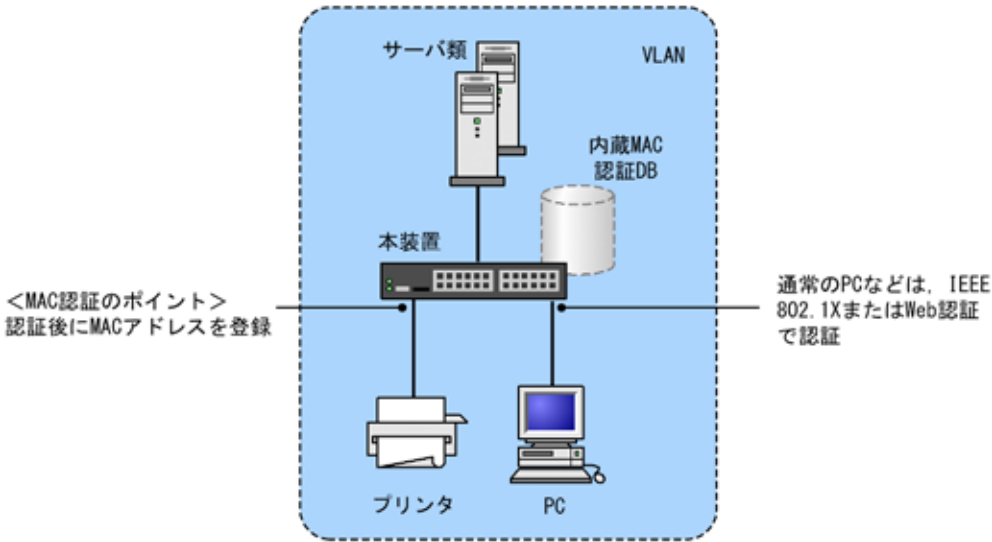 サーバ類
VLAN
内蔵MAC
認証DB
本装置
<MAC認証のポイント>
認証後にMACアドレスを登録
通常のPCなどは, IEEE
802.1XまたはWeb認証
で認証
プリンタ
PC